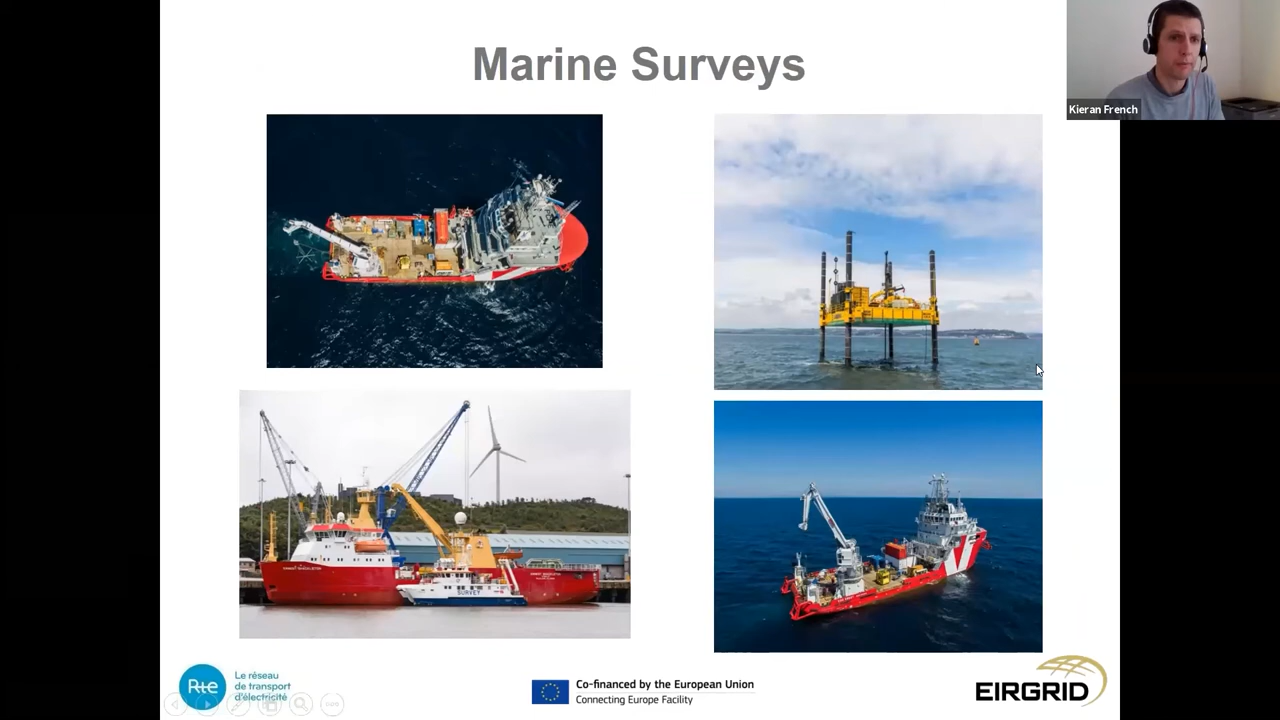 Marine Surveys
Kieran French
SURVEY
Rte
Le réseau
de transport
d'électricité
Co-financed by the European Union
Connecting Europe Facility
EIRGRID